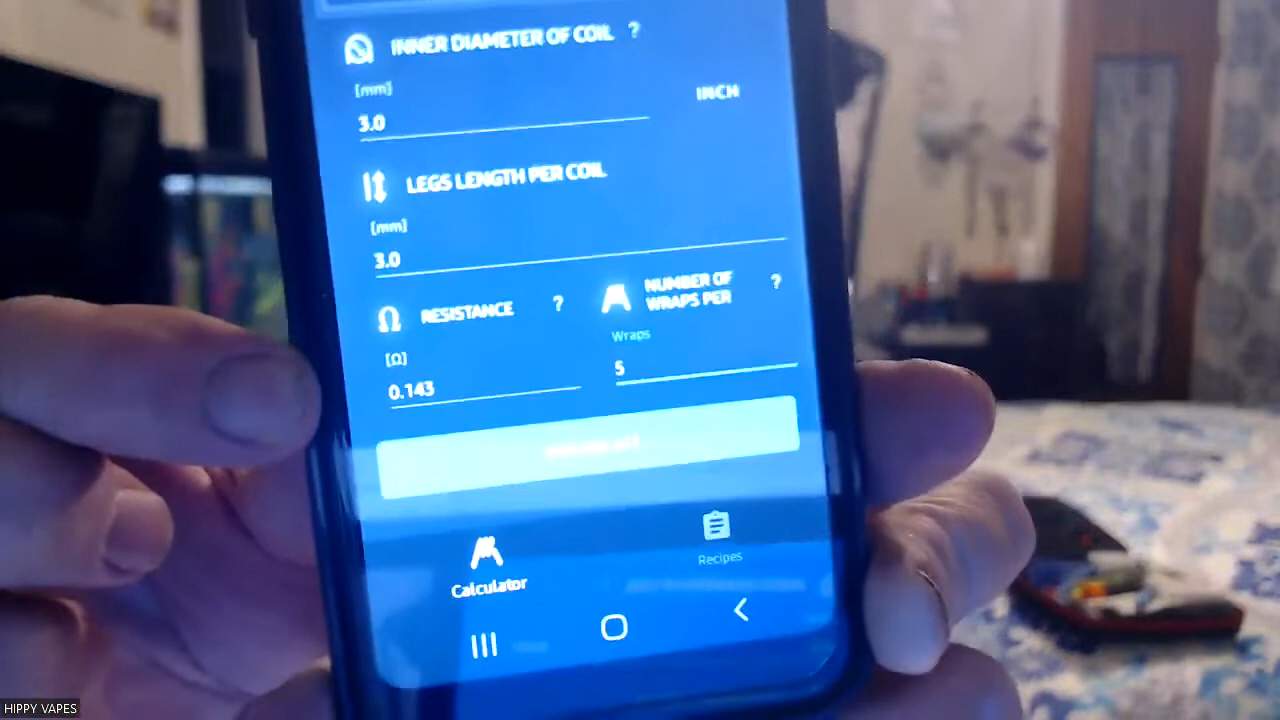 INNER DIAMETER OF COIL ?
[mm]
3.0
INCH
LEGS LENGTH PER COIL
[mm]
3.0
RESISTANCE ?
[Ω]
0.143
NUMBER OF
WRAPS PER ?
Wraps
5
Calculator
Recipes
HIPPY VAPES